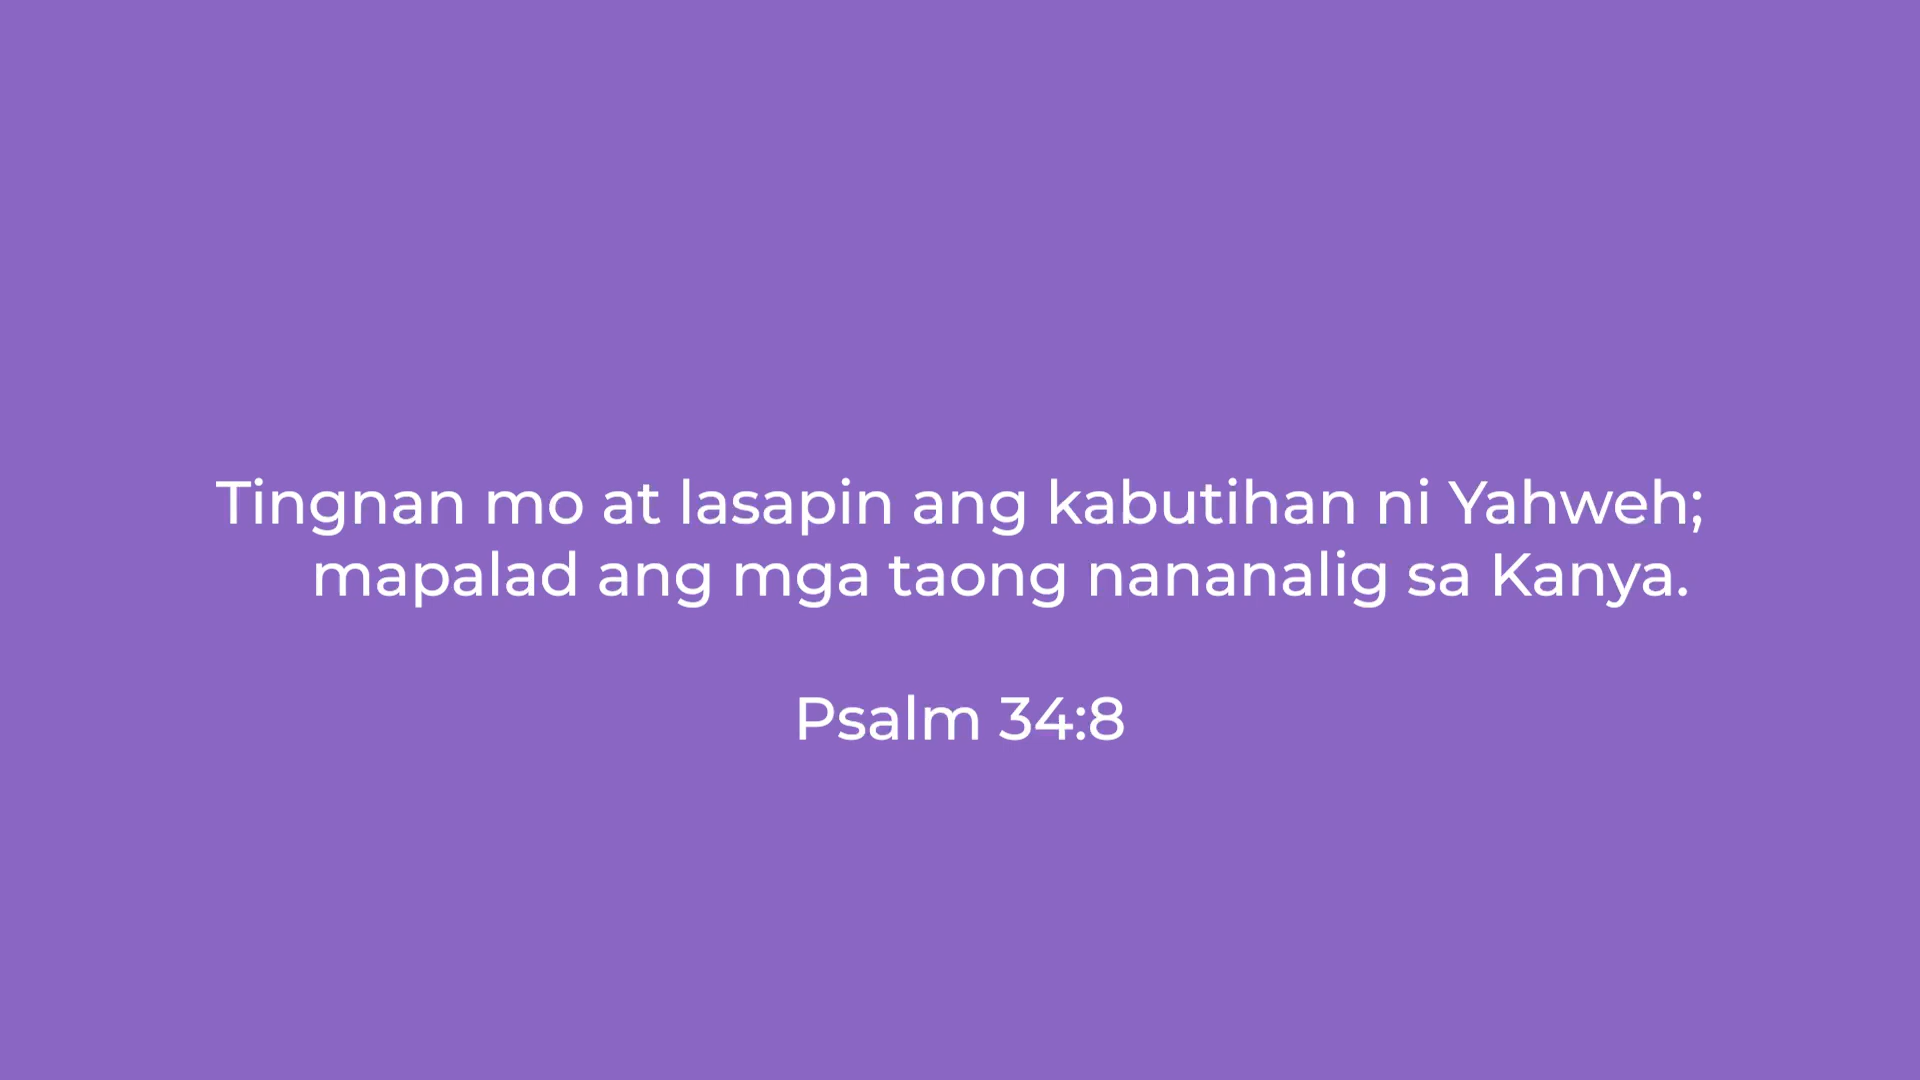 Tingnan mo at lasapin ang kabutihan ni Yahweh;
mapalad ang mga taong nananalig sa Kanya.
Psalm 34:8